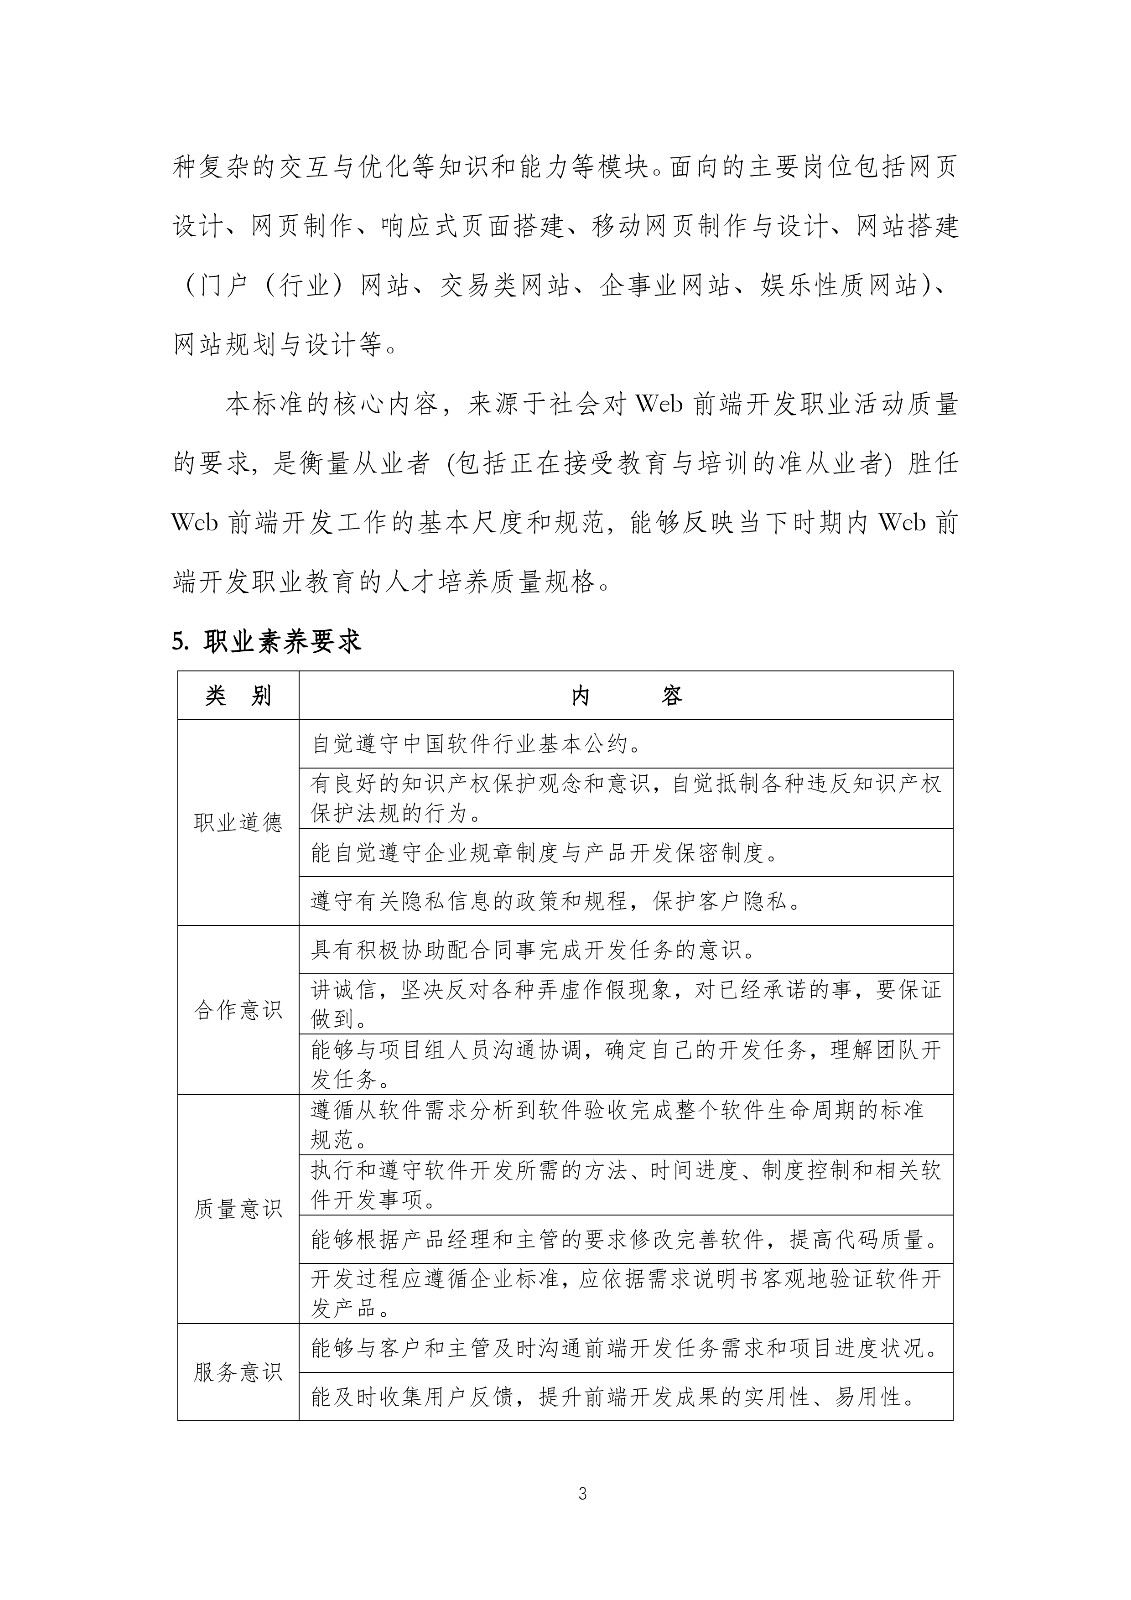 种复杂的交互与优化等知识和能力等模块。面向的主要岗位包括网页
设计、网页制作、响应式页面搭建、移动网页制作与设计、网站搭建
（门户（行业）网站、交易类网站、企事业网站、娱乐性质网站）、
网站规划与设计等。
本标准的核心内容，来源于社会对 Web 前端开发职业活动质量
的要求，是衡量从业者（包括正在接受教育与培训的准从业者）胜任
Web 前端开发工作的基本尺度和规范，能够反映当下时期内 Web 前
端开发职业教育的人才培养质量规格。
5. 职业素养要求
类 别 内 容
职业道德
自觉遵守中国软件行业基本公约。
有良好的知识产权保护观念和意识，自觉抵制各种违反知识产权
保护法规的行为。
能自觉遵守企业规章制度与产品开发保密制度。
遵守有关隐私信息的政策和规程，保护客户隐私。
合作意识
具有积极协助配合同事完成开发任务的意识。
讲诚信，坚决反对各种弄虚作假现象，对已经承诺的事，要保证
做到。
能够与项目组人员沟通协调，确定自己的开发任务，理解团队开
发任务。
质量意识
遵循从软件需求分析到软件验收完成整个软件生命周期的标准
规范。
执行和遵守软件开发所需的方法、时间进度、制度控制和相关软
件开发事项。
能够根据产品经理和主管的要求修改完善软件，提高代码质量。
开发过程应遵循企业标准，应依据需求说明书客观地验证软件开
发产品。
服务意识
能够与客户和主管及时沟通前端开发任务需求和项目进度状况。
能及时收集用户反馈，提升前端开发成果的实用性、易用性。
3